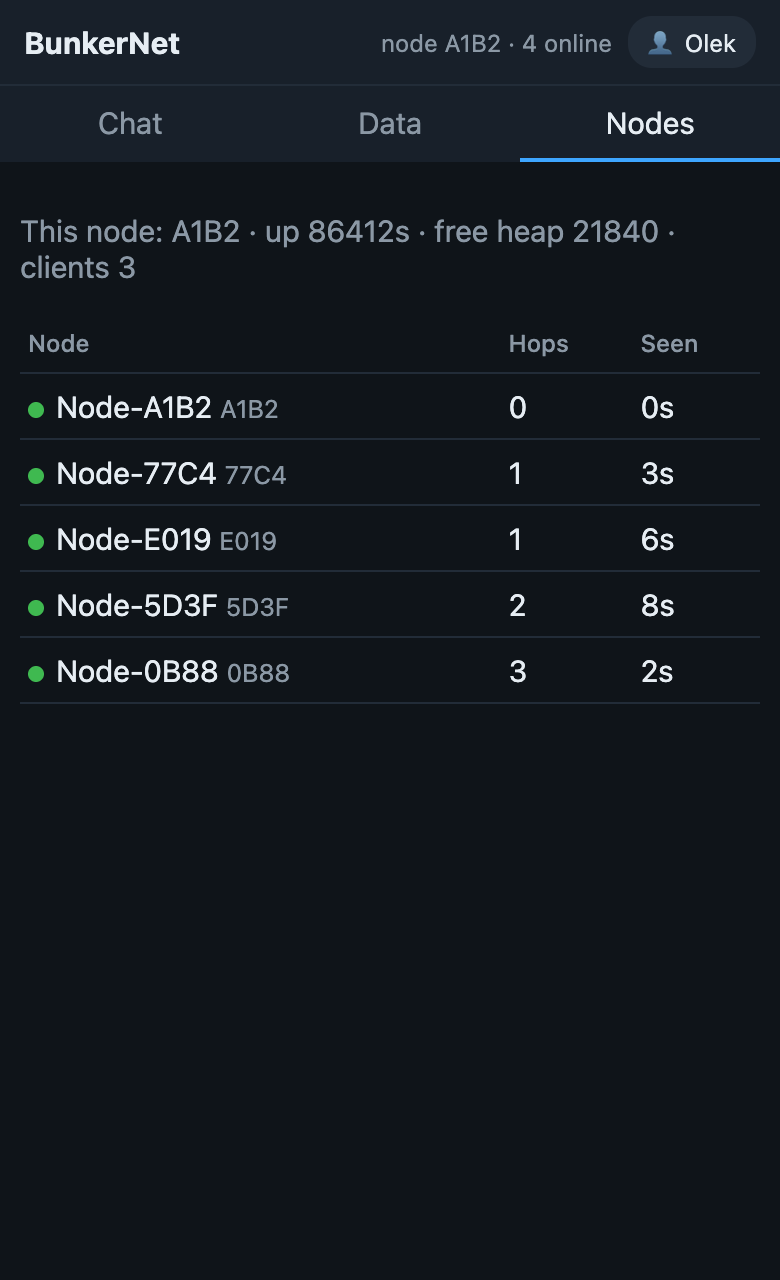 BunkerNet node A1B2 · 4 online 👤 Olek
Chat Data Nodes
This node: A1B2 · up 86412s · free heap 21840 ·
clients 3
Node Hops Seen
Node-A1B2 A1B2 0 0s
Node-77C4 77C4 1 3s
Node-E019 E019 1 6s
Node-5D3F 5D3F 2 8s
Node-0B88 0B88 3 2s